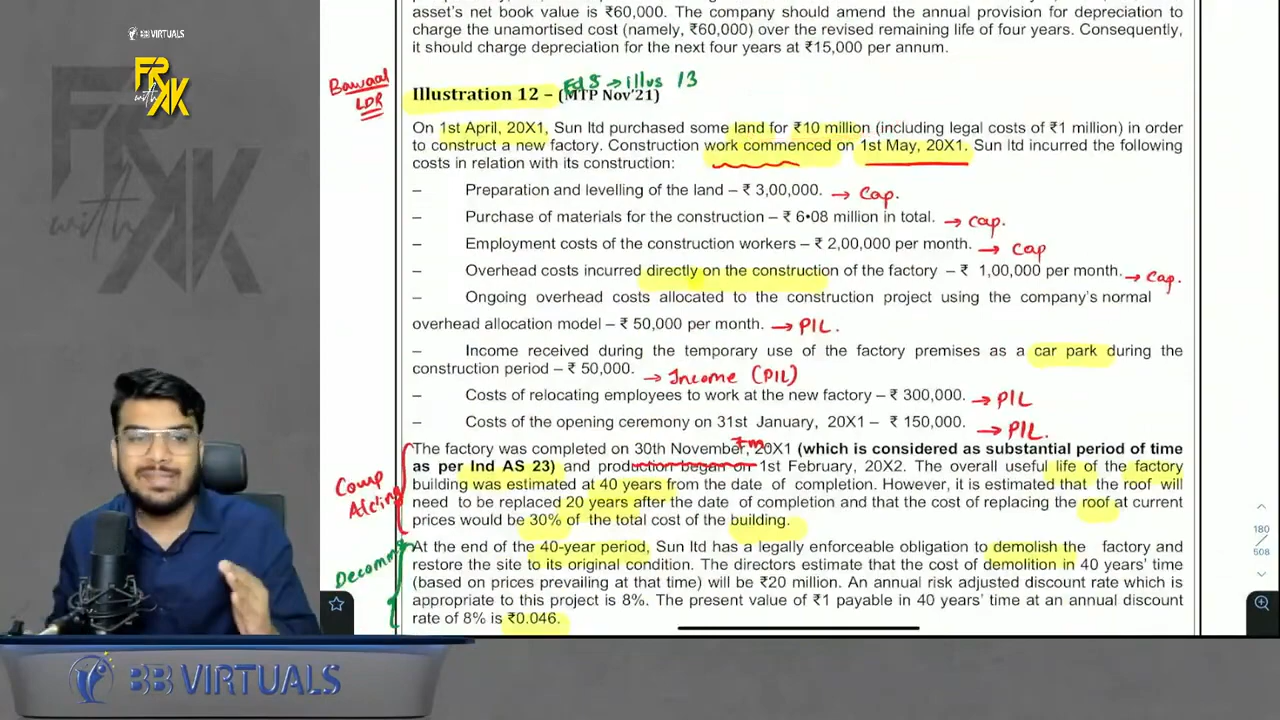 asset's net book value is ₹60,000. The company should amend the annual provision for depreciation to
charge the unamortised cost (namely, ₹60,000) over the revised remaining life of four years. Consequently,
it should charge depreciation for the next four years at ₹15,000 per annum.
BB VIRTUALS
FR with AK
Bawaal
LDR
Ed 8 → illus 13
Illustration 12 – (MTP Nov'21)
On 1st April, 20X1, Sun ltd purchased some land for ₹10 million (including legal costs of ₹1 million) in order
to construct a new factory. Construction work commenced on 1st May, 20X1. Sun ltd incurred the following
costs in relation with its construction:
– Preparation and levelling of the land – ₹ 3,00,000. → Cap.
– Purchase of materials for the construction – ₹ 6•08 million in total. → Cap.
– Employment costs of the construction workers – ₹ 2,00,000 per month. → Cap
– Overhead costs incurred directly on the construction of the factory – ₹ 1,00,000 per month. → Cap.
– Ongoing overhead costs allocated to the construction project using the company's normal
overhead allocation model – ₹ 50,000 per month. → P|L.
– Income received during the temporary use of the factory premises as a car park during the
construction period – ₹ 50,000. → Income (P|L)
– Costs of relocating employees to work at the new factory – ₹ 300,000. → P|L
– Costs of the opening ceremony on 31st January, 20X1 – ₹ 150,000. → P|L.
7m
The factory was completed on 30th November, 20X1 (which is considered as substantial period of time
as per Ind AS 23) and production began on 1st February, 20X2. The overall useful life of the factory
building was estimated at 40 years from the date of completion. However, it is estimated that the roof will
need to be replaced 20 years after the date of completion and that the cost of replacing the roof at current
prices would be 30% of the total cost of the building.
Comp
At the end of the 40-year period, Sun ltd has a legally enforceable obligation to demolish the factory and
restore the site to its original condition. The directors estimate that the cost of demolition in 40 years' time
(based on prices prevailing at that time) will be ₹20 million. An annual risk adjusted discount rate which is
appropriate to this project is 8%. The present value of ₹1 payable in 40 years' time at an annual discount
rate of 8% is ₹0.046.
Decomm
180
508
BB VIRTUALS